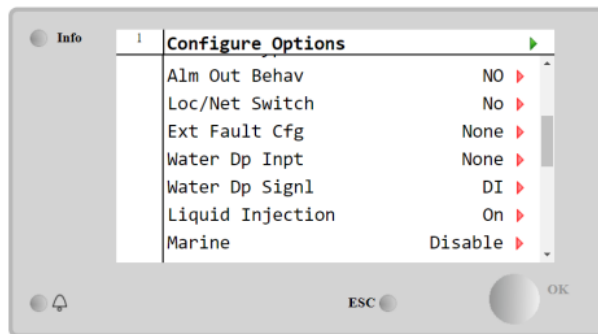 Info
1 Configure Options
Alm Out Behav NO
Loc/Net Switch No
Ext Fault Cfg None
Water Dp Inpt None
Water Dp Signl DI
Liquid Injection On
Marine Disable
ESC OK